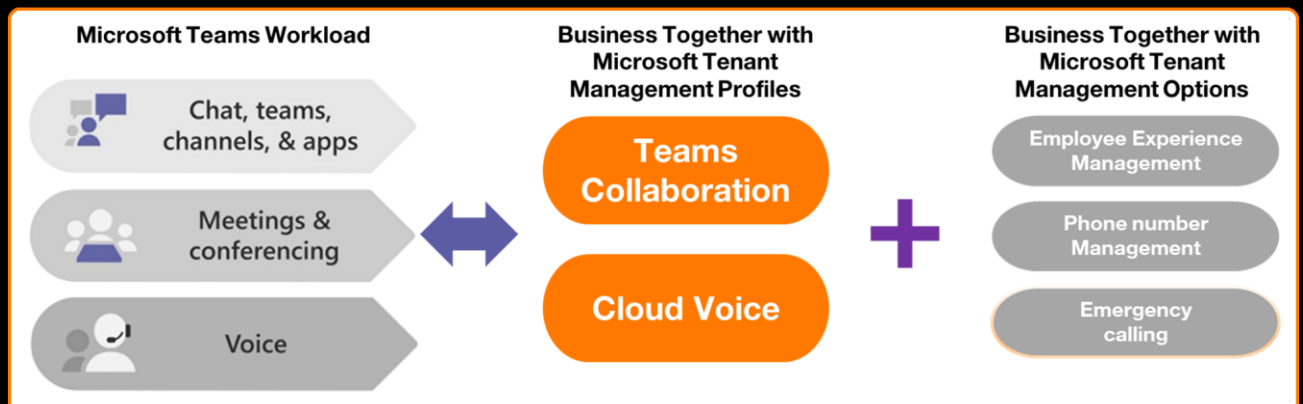 Microsoft Teams Workload
Chat, teams,
channels, & apps
Meetings &
conferencing
Voice
Business Together with
Microsoft Tenant
Management Profiles
Teams
Collaboration
Cloud Voice
Business Together with
Microsoft Tenant
Management Options
Employee Experience
Management
Phone number
Management
Emergency
calling